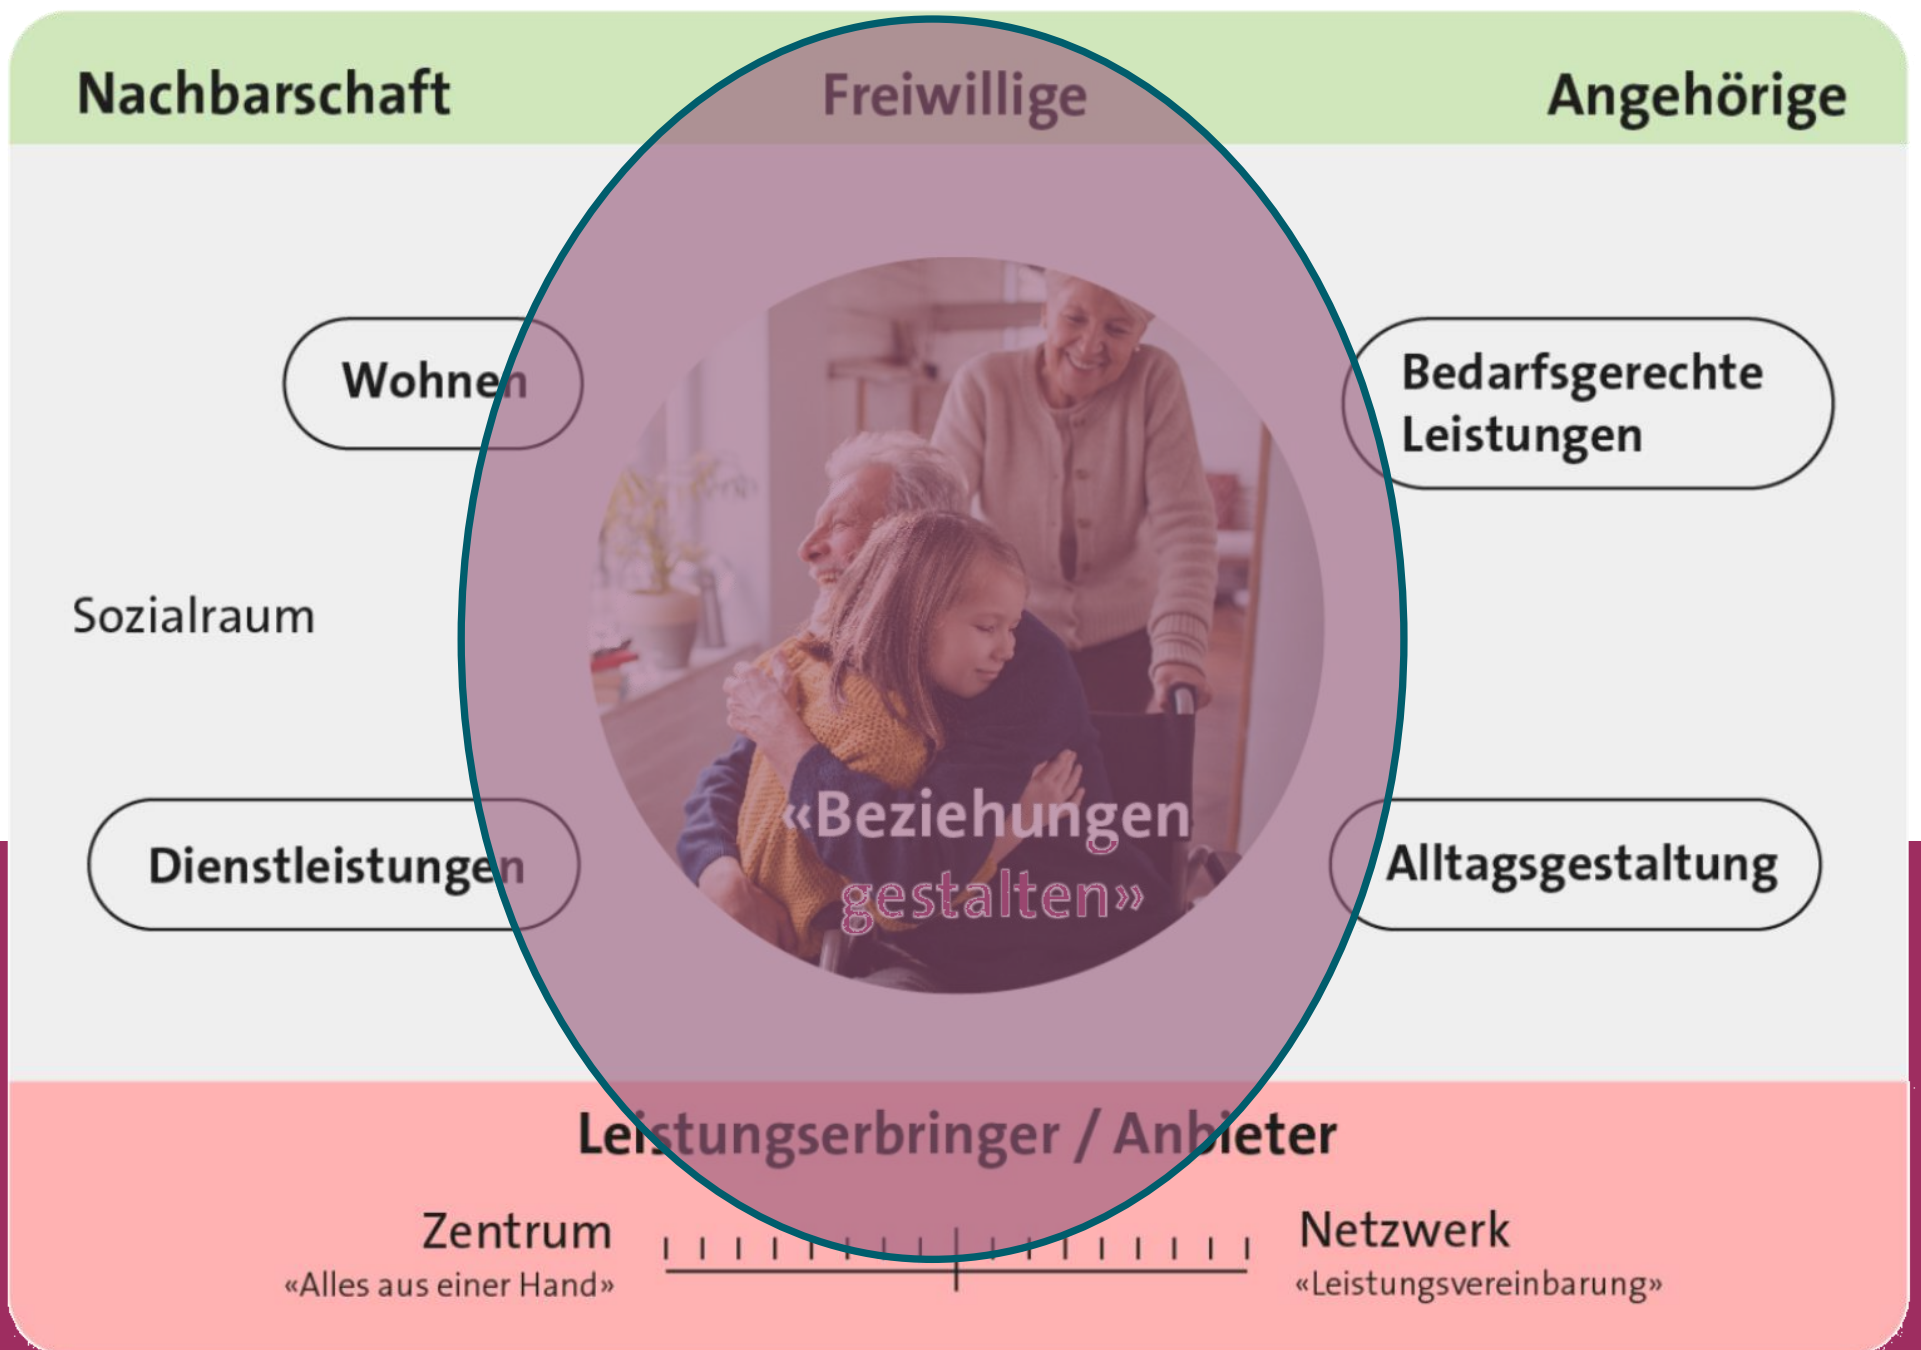 Nachbarschaft Freiwillige Angehörige
Wohnen
Bedarfsgerechte
Leistungen
Sozialraum
«Beziehungen
gestalten»
Dienstleistungen
Alltagsgestaltung
Leistungserbringer / Anbieter
Zentrum
«Alles aus einer Hand»
Netzwerk
«Leistungsvereinbarung»